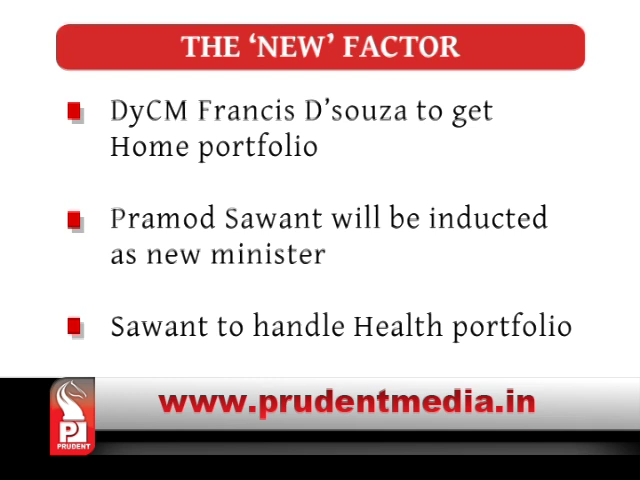 THE ‘NEW’ FACTOR
DyCM Francis D’souza to get
Home portfolio
Pramod Sawant will be inducted
as new minister
Sawant to handle Health portfolio
www.prudentmedia.in
P
PRUDENT